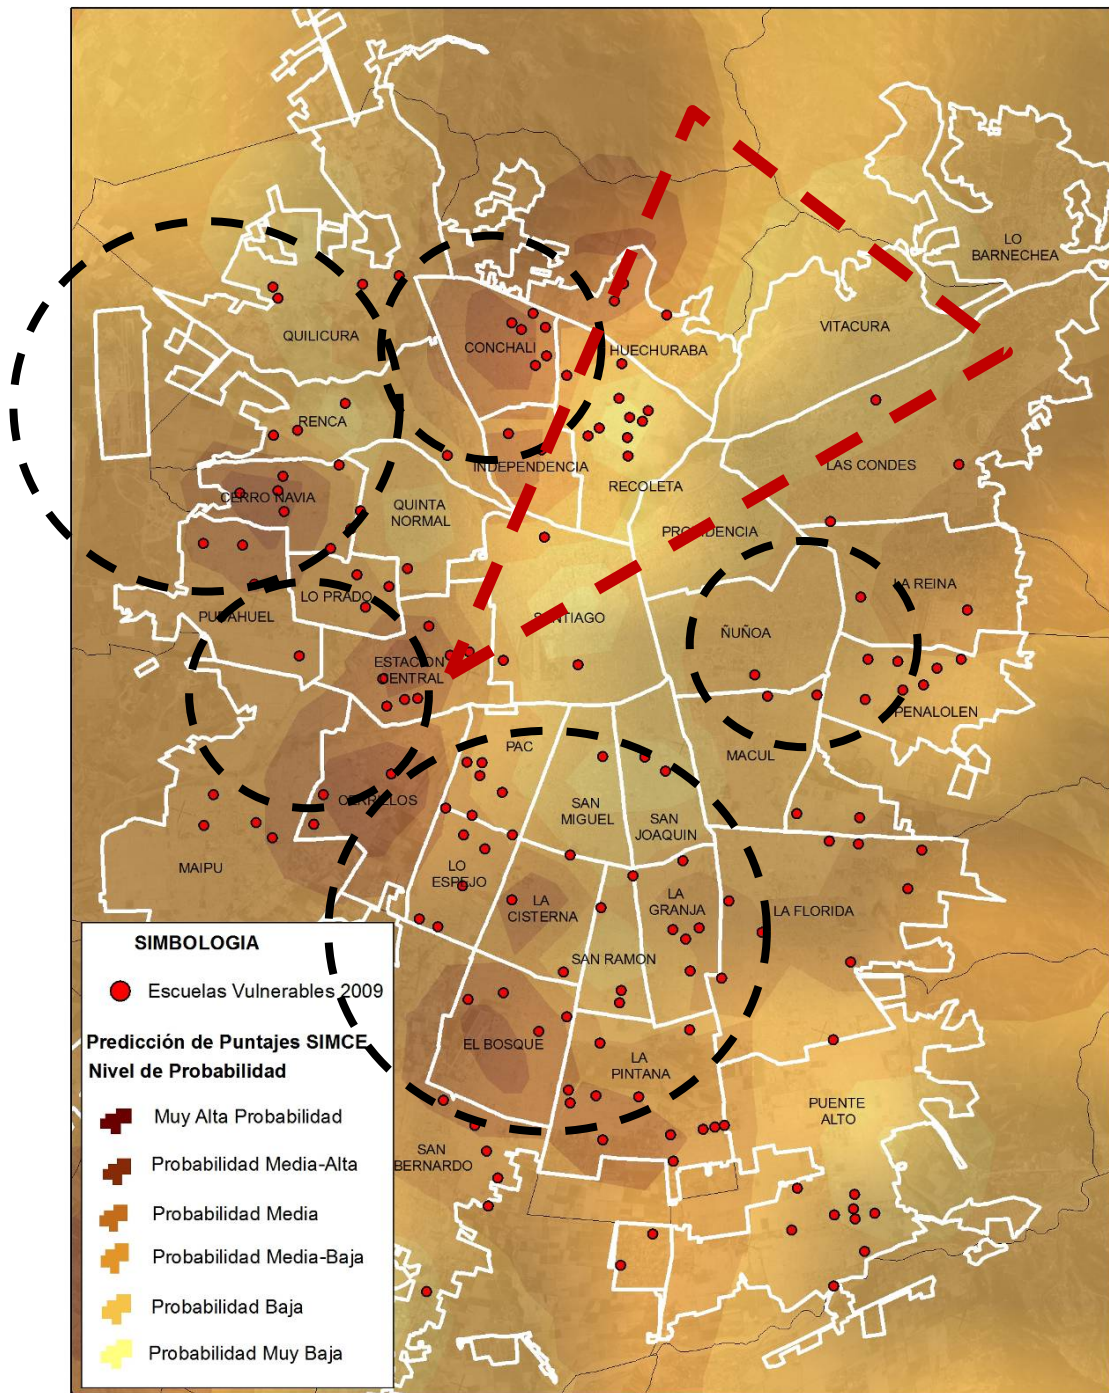 LO
BARNECHEA
VITACURA
QUILICURA
CONCHALI
HUECHURABA
RENCA
INDEPENDENCIA
LAS CONDES
RECOLETA
CERRO NAVIA
QUINTA
NORMAL
PROVIDENCIA
LA REINA
LO PRADO
PUDAHUEL
SANTIAGO
ÑUÑOA
ESTACION
CENTRAL
PENALOLEN
PAC
MACUL
CERRILLOS
SAN
MIGUEL
SAN
JOAQUIN
MAIPU
LO
ESPEJO
LA
CISTERNA
LA
GRANJA
LA FLORIDA
SAN RAMON
EL BOSQUE
LA
PINTANA
PUENTE
ALTO
SAN
BERNARDO
SIMBOLOGIA
Escuelas Vulnerables 2009
Predicción de Puntajes SIMCE
Nivel de Probabilidad
Muy Alta Probabilidad
Probabilidad Media-Alta
Probabilidad Media
Probabilidad Media-Baja
Probabilidad Baja
Probabilidad Muy Baja